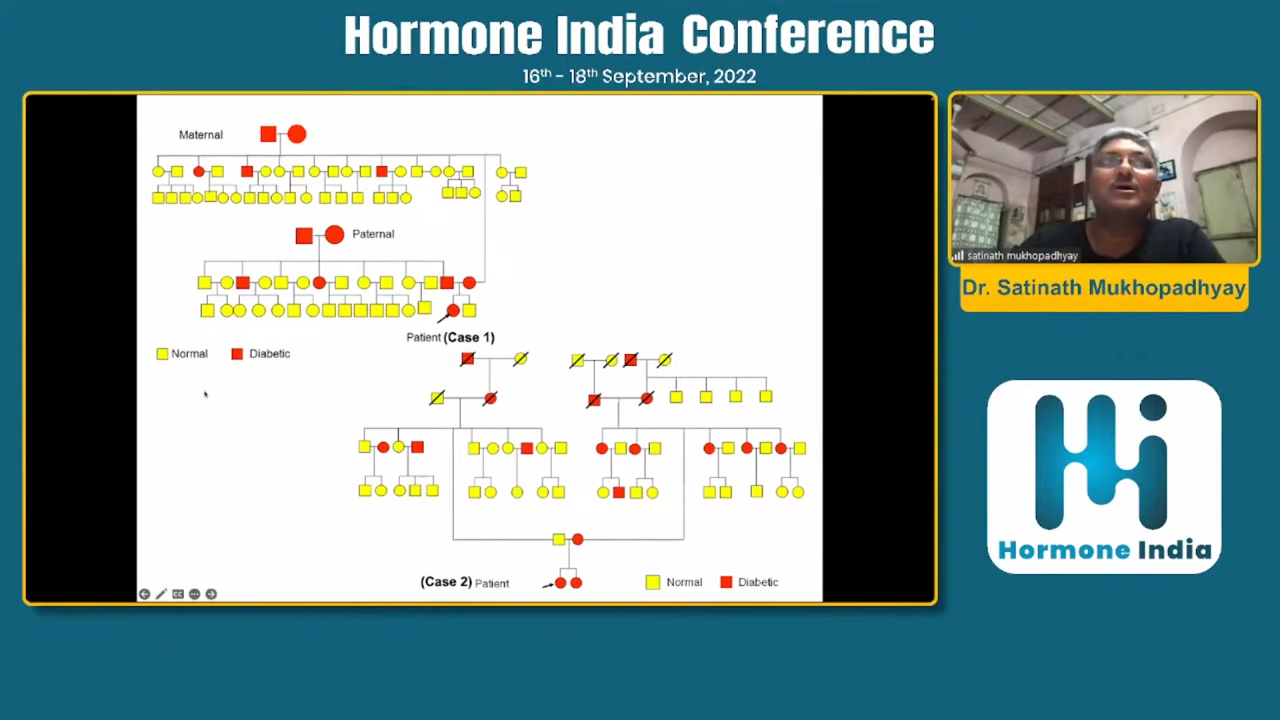 Hormone India Conference
16th - 18th September, 2022
Maternal
Paternal
Patient (Case 1)
Normal
Diabetic
(Case 2) Patient
Normal
Diabetic
CC
satinath mukhopadhyay
Dr. Satinath Mukhopadhyay
Hormone India